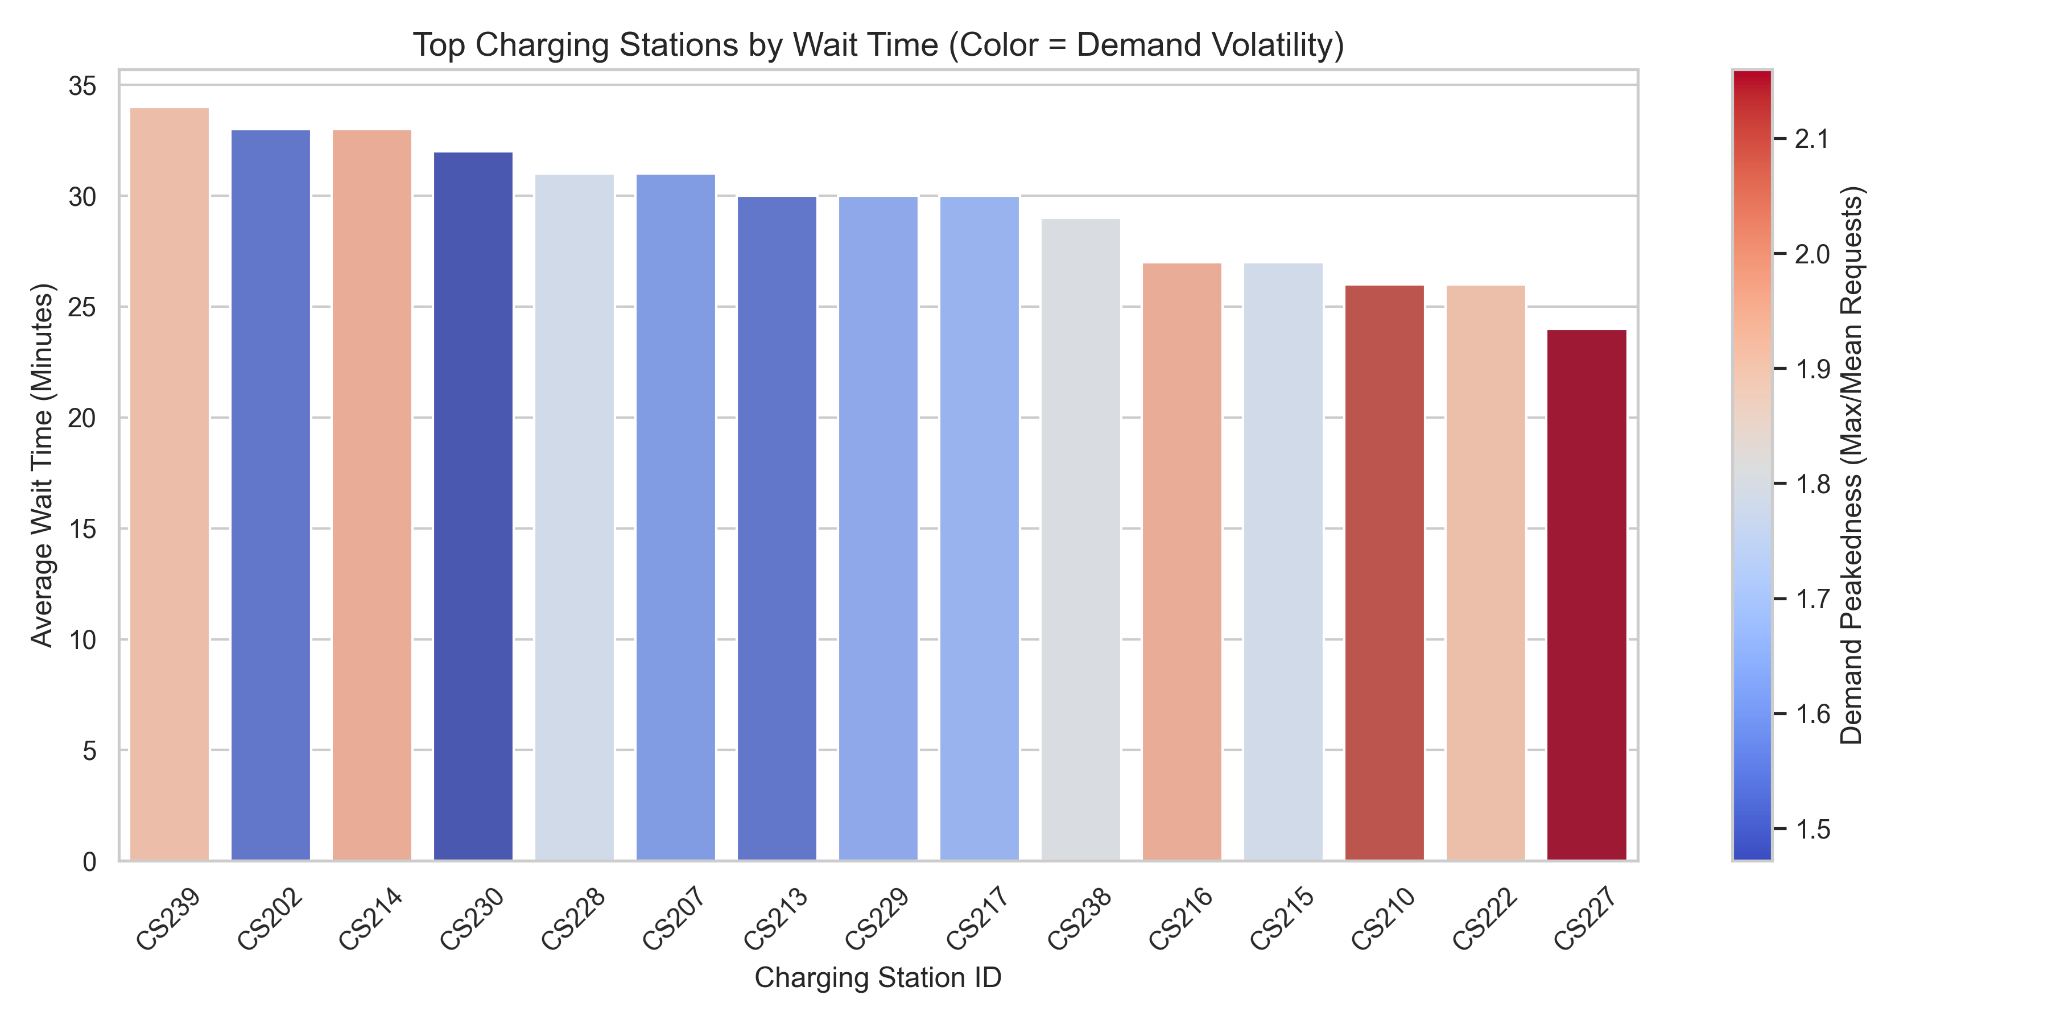 Top Charging Stations by Wait Time (Color = Demand Volatility)
Average Wait Time (Minutes)
35
30
25
20
15
10
5
0
CS239
CS202
CS214
CS230
CS228
CS207
CS213
CS229
CS217
CS238
CS216
CS215
CS210
CS222
CS227
Charging Station ID
2.1
2.0
1.9
1.8
1.7
1.6
1.5
Demand Peakedness (Max/Mean Requests)